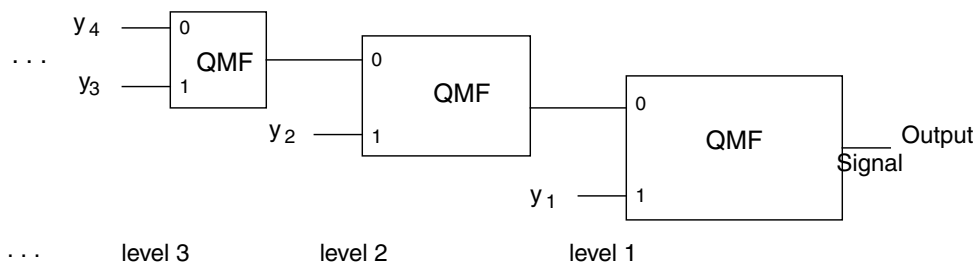 y4 0
... QMF 0
y3 1 QMF 0
y2 1 QMF Output
Signal
y1 1
... level 3 level 2 level 1